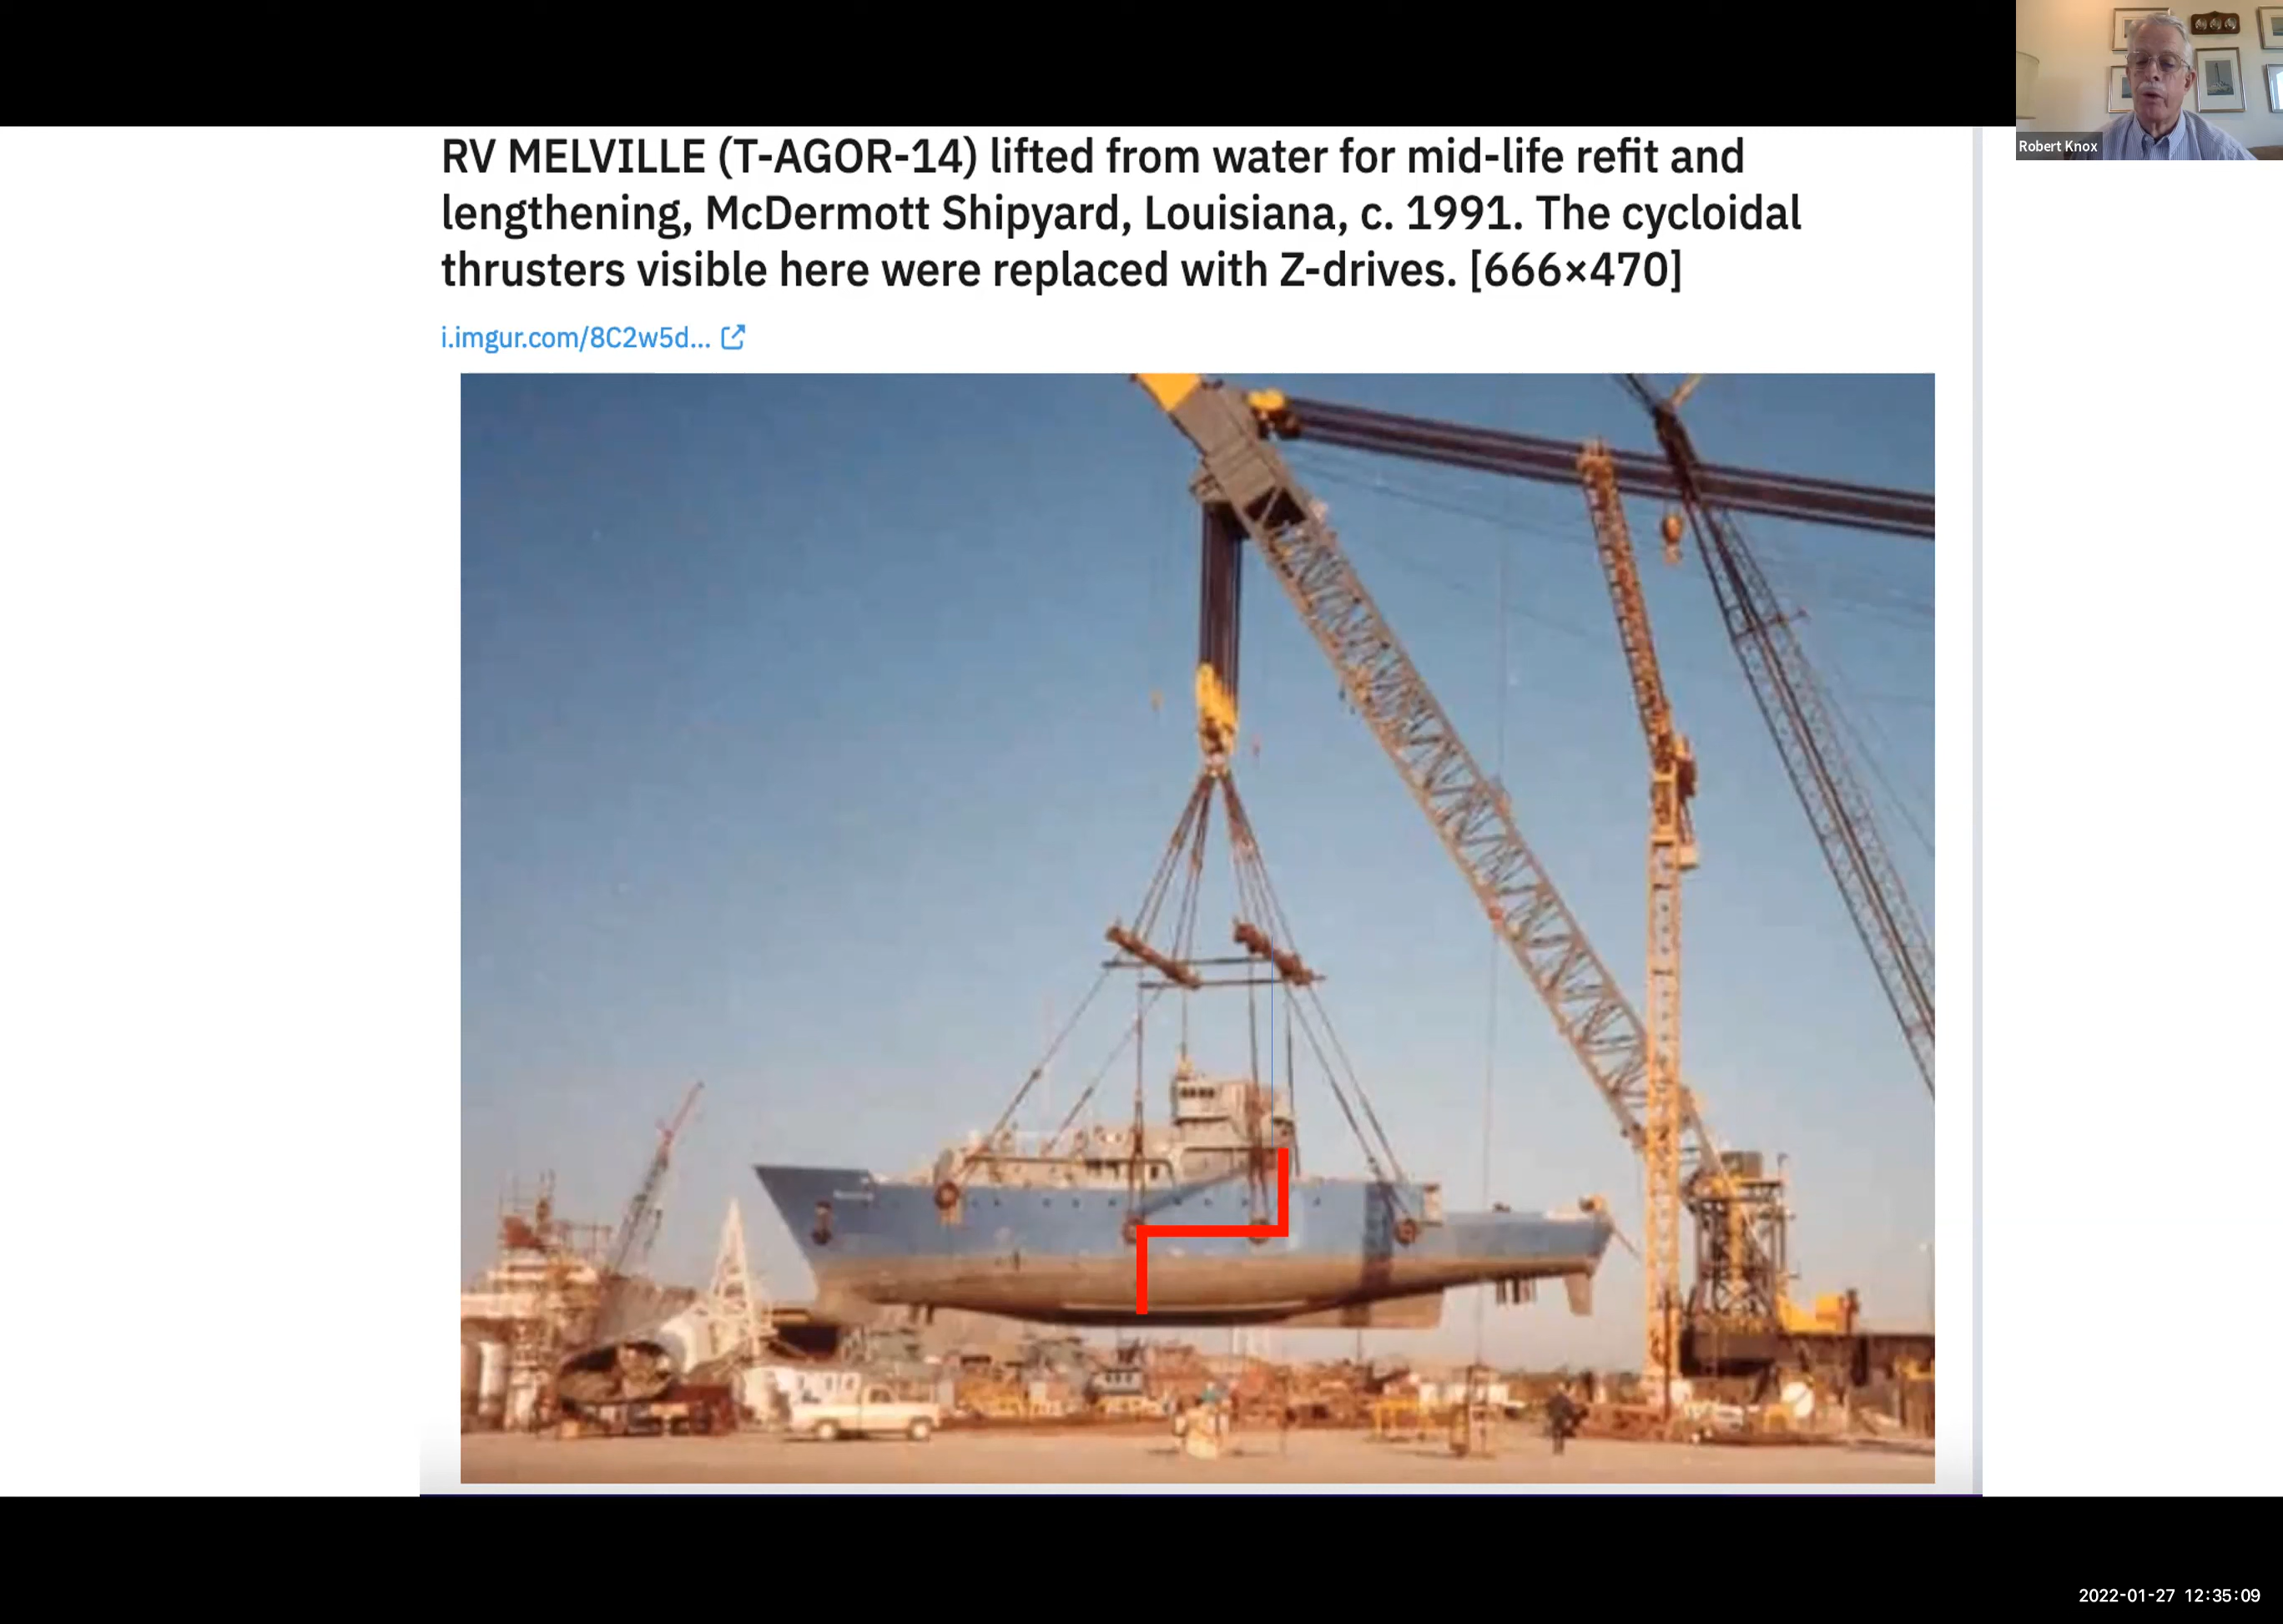 RV MELVILLE (T-AGOR-14) lifted from water for mid-life refit and
lengthening, McDermott Shipyard, Louisiana, c. 1991. The cycloidal
thrusters visible here were replaced with Z-drives. [666×470]
i.imgur.com/8C2w5d...
Robert Knox
2022-01-27 12:35:09